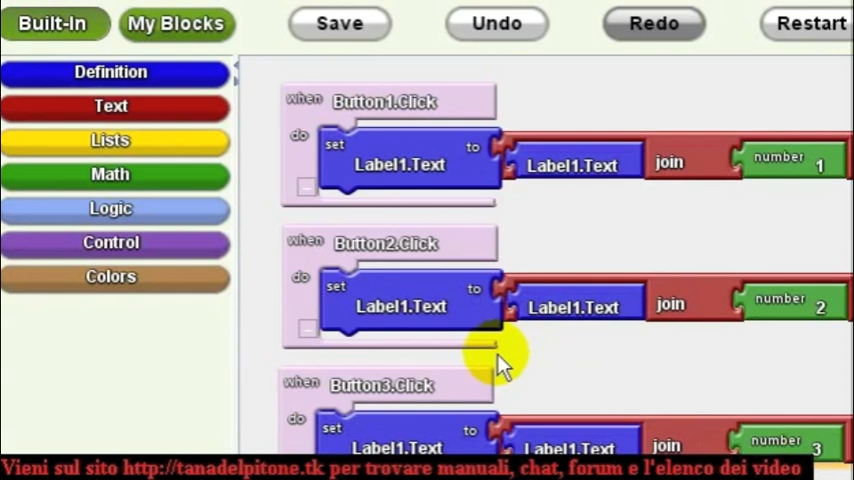 Built-In My Blocks Save Undo Redo Restart
Definition
Text
Lists
Math
Logic
Control
Colors
when Button1.Click
do set Label1.Text to Label1.Text join number 1
when Button2.Click
do set Label1.Text to Label1.Text join number 2
when Button3.Click
do set Label1.Text to Label1.Text join number 3
Vieni sul sito http://tanadelpitone.tk per trovare manuali, chat, forum e l'elenco dei video